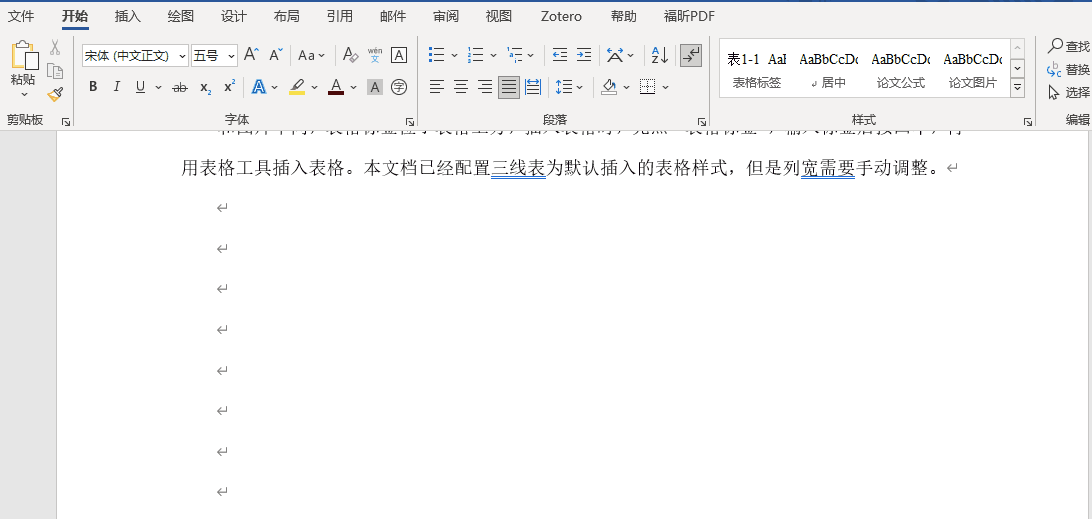 文件 开始 插入 绘图 设计 布局 引用 邮件 审阅 视图 Zotero 帮助 福昕PDF
宋体 (中文正文) 五号 A A Aa A wén 文 A
B I U ab x₂ x² A A A 字
表1-1 AaI AaBbCcDc AaBbCcDc AaBbCcDc
表格标签 居中 论文公式 论文图片
粘贴
查找
替换
选择
剪贴板 字体 段落 样式 编辑
用表格工具插入表格。本文档已经配置三线表为默认插入的表格样式，但是列宽需要手动调整。